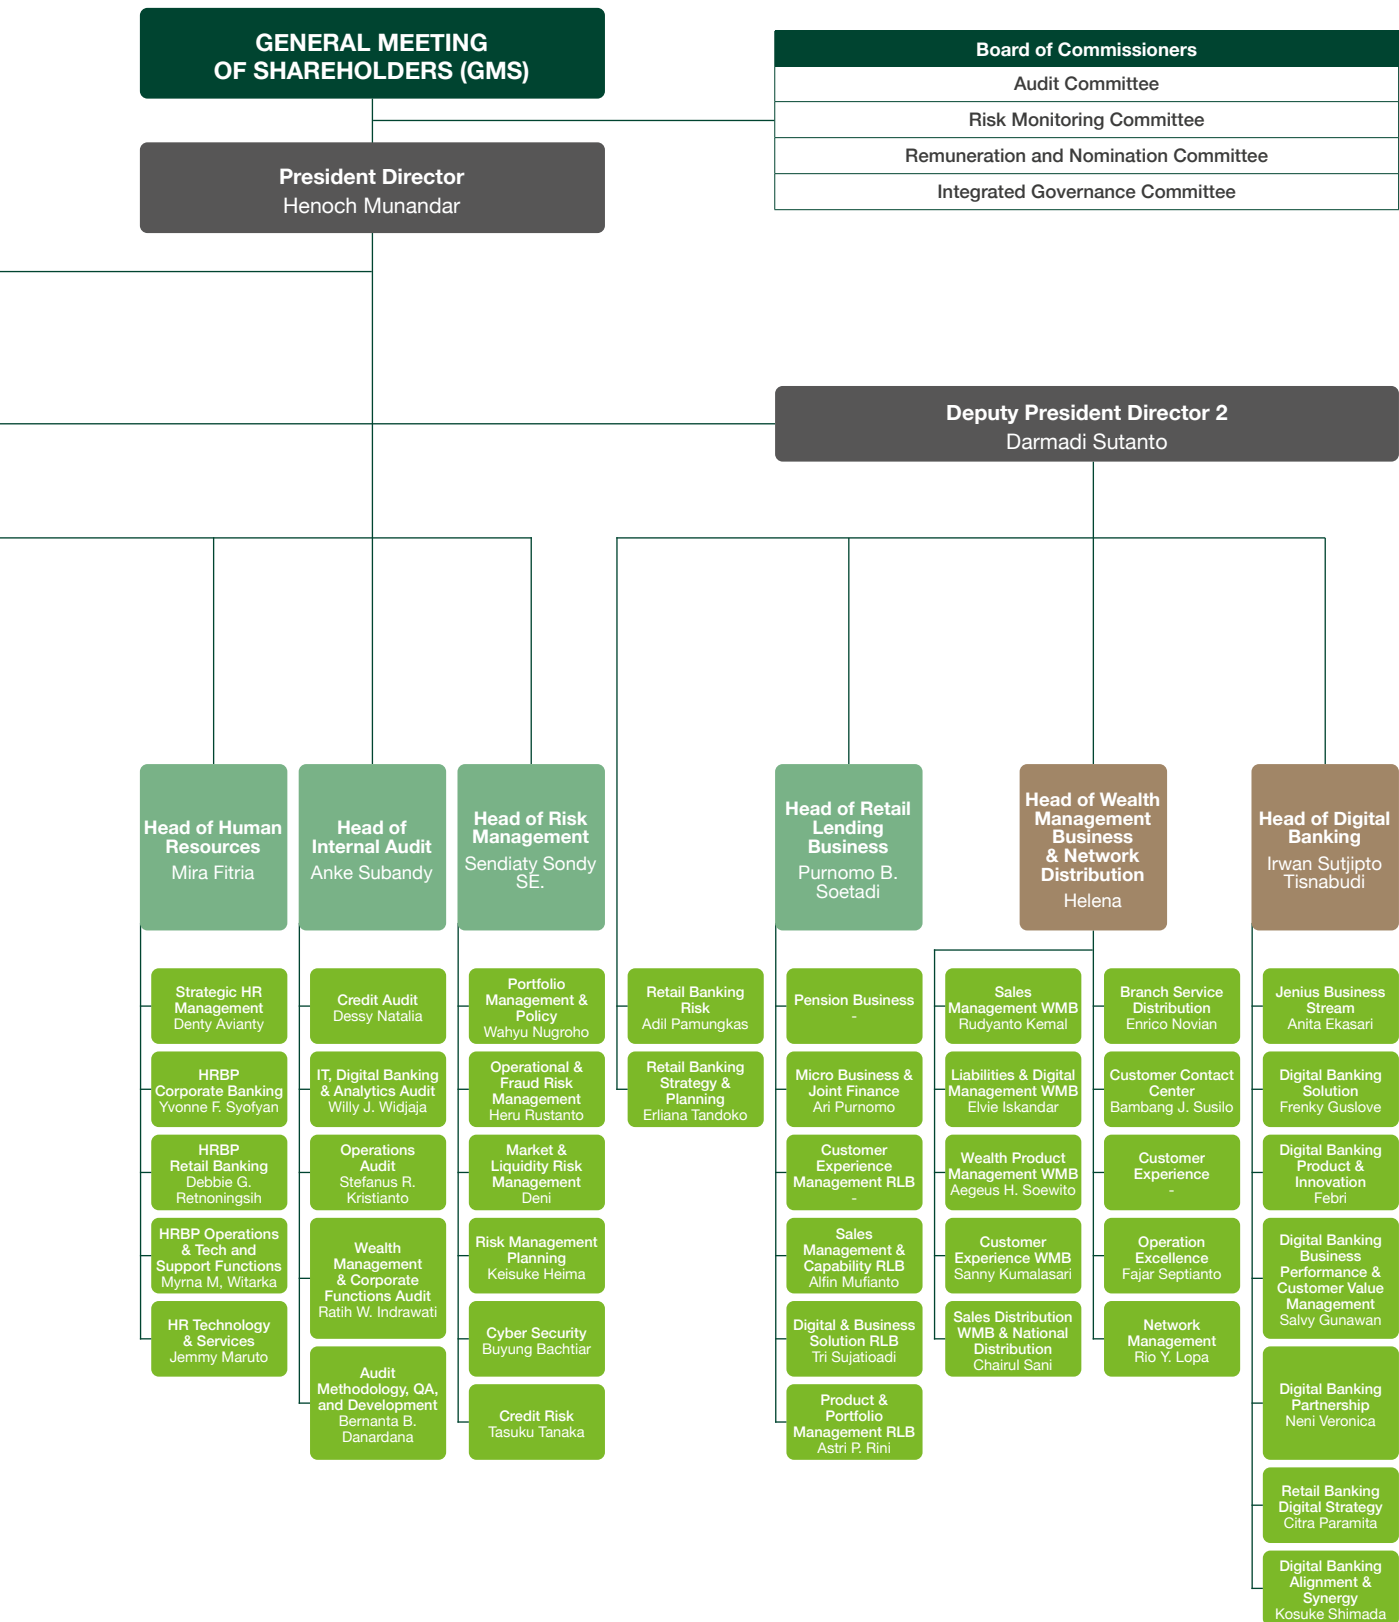 GENERAL MEETING
OF SHAREHOLDERS (GMS)
Board of Commissioners
Audit Committee
Risk Monitoring Committee
Remuneration and Nomination Committee
Integrated Governance Committee
President Director
Henoch Munandar
Deputy President Director 2
Darmadi Sutanto
Head of Human
Resources
Mira Fitria
Strategic HR
Management
Denty Avianty
HRBP
Corporate Banking
Yvonne F. Syofyan
HRBP
Retail Banking
Debbie G.
Retnoningsih
HRBP Operations
& Tech and
Support Functions
Myrna M, Witarka
HR Technology
& Services
Jemmy Maruto
Head of
Internal Audit
Anke Subandy
Credit Audit
Dessy Natalia
IT, Digital Banking
& Analytics Audit
Willy J. Widjaja
Operations
Audit
Stefanus R.
Kristianto
Wealth
Management
& Corporate
Functions Audit
Ratih W. Indrawati
Audit
Methodology, QA,
and Development
Bernanta B.
Danardana
Head of Risk
Management
Sendiaty Sondy
SE.
Portfolio
Management &
Policy
Wahyu Nugroho
Operational &
Fraud Risk
Management
Heru Rustanto
Market &
Liquidity Risk
Management
Deni
Risk Management
Planning
Keisuke Heima
Cyber Security
Buyung Bachtiar
Credit Risk
Tasuku Tanaka
Retail Banking
Risk
Adil Pamungkas
Retail Banking
Strategy &
Planning
Erliana Tandoko
Head of Retail
Lending
Business
Purnomo B.
Soetadi
Pension Business
-
Micro Business &
Joint Finance
Ari Purnomo
Customer
Experience
Management RLB
-
Sales
Management &
Capability RLB
Alfin Mufianto
Digital & Business
Solution RLB
Tri Sujatioadi
Product &
Portfolio
Management RLB
Astri P. Rini
Head of Wealth
Management
Business
& Network
Distribution
Helena
Sales
Management WMB
Rudyanto Kemal
Liabilities & Digital
Management WMB
Elvie Iskandar
Wealth Product
Management WMB
Aegeus H. Soewito
Customer
Experience WMB
Sanny Kumalasari
Sales Distribution
WMB & National
Distribution
Chairul Sani
Branch Service
Distribution
Enrico Novian
Customer Contact
Center
Bambang J. Susilo
Customer
Experience
-
Operation
Excellence
Fajar Septianto
Network
Management
Rio Y. Lopa
Head of Digital
Banking
Irwan Sutjipto
Tisnabudi
Jenius Business
Stream
Anita Ekasari
Digital Banking
Solution
Frenky Guslove
Digital Banking
Product &
Innovation
Febri
Digital Banking
Business
Performance &
Customer Value
Management
Salvy Gunawan
Digital Banking
Partnership
Neni Veronica
Retail Banking
Digital Strategy
Citra Paramita
Digital Banking
Alignment &
Synergy
Kosuke Shimada